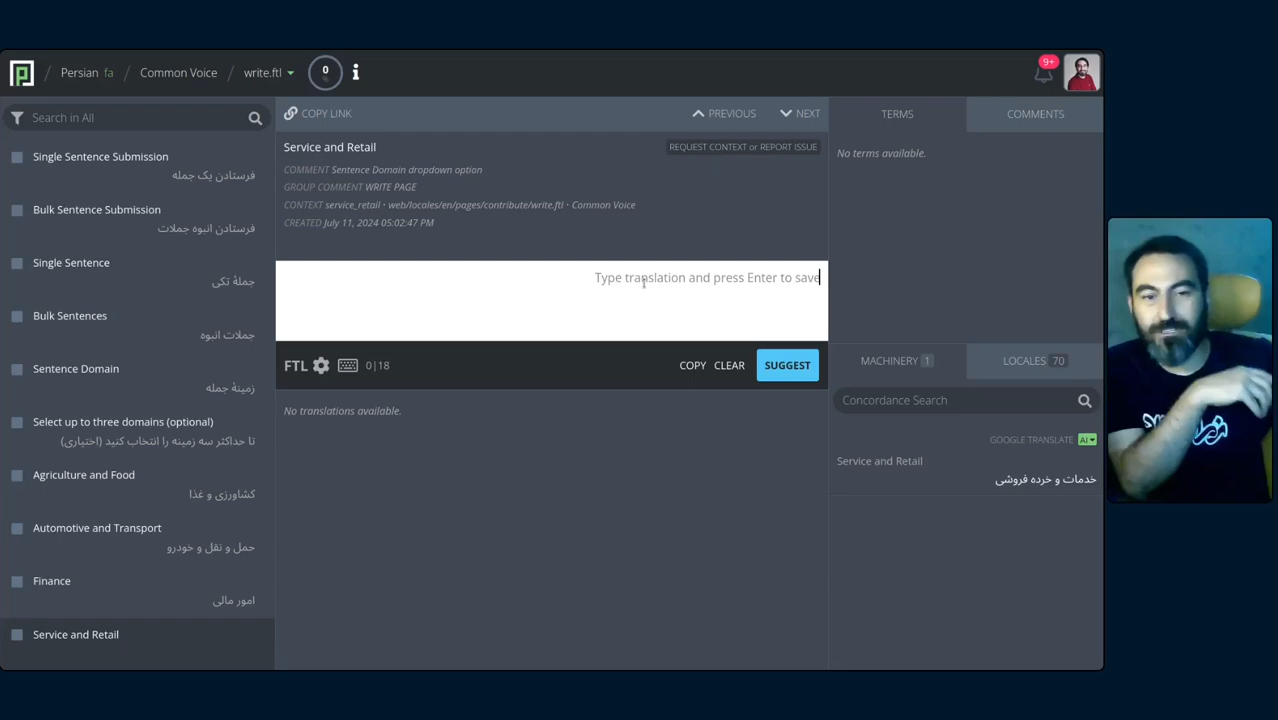 / Persian fa / Common Voice / write.ftl 0 9+
Search in All
Single Sentence Submission
فرستادن یک جمله
Bulk Sentence Submission
فرستادن انبوه جملات
Single Sentence
جملهٔ تکی
Bulk Sentences
جملات انبوه
Sentence Domain
زمینهٔ جمله
Select up to three domains (optional)
تا حداکثر سه زمینه را انتخاب کنید (اختیاری)
Agriculture and Food
کشاورزی و غذا
Automotive and Transport
حمل و نقل و خودرو
Finance
امور مالی
Service and Retail
COPY LINK PREVIOUS NEXT
Service and Retail REQUEST CONTEXT or REPORT ISSUE
COMMENT Sentence Domain dropdown option
GROUP COMMENT WRITE PAGE
CONTEXT service_retail • web/locales/en/pages/contribute/write.ftl • Common Voice
CREATED July 11, 2024 05:02:47 PM
Type translation and press Enter to save
FTL 0|18 COPY CLEAR SUGGEST
No translations available.
TERMS COMMENTS
No terms available.
MACHINERY 1 LOCALES 70
Concordance Search
GOOGLE TRANSLATE AI
Service and Retail
خدمات و خرده فروشی